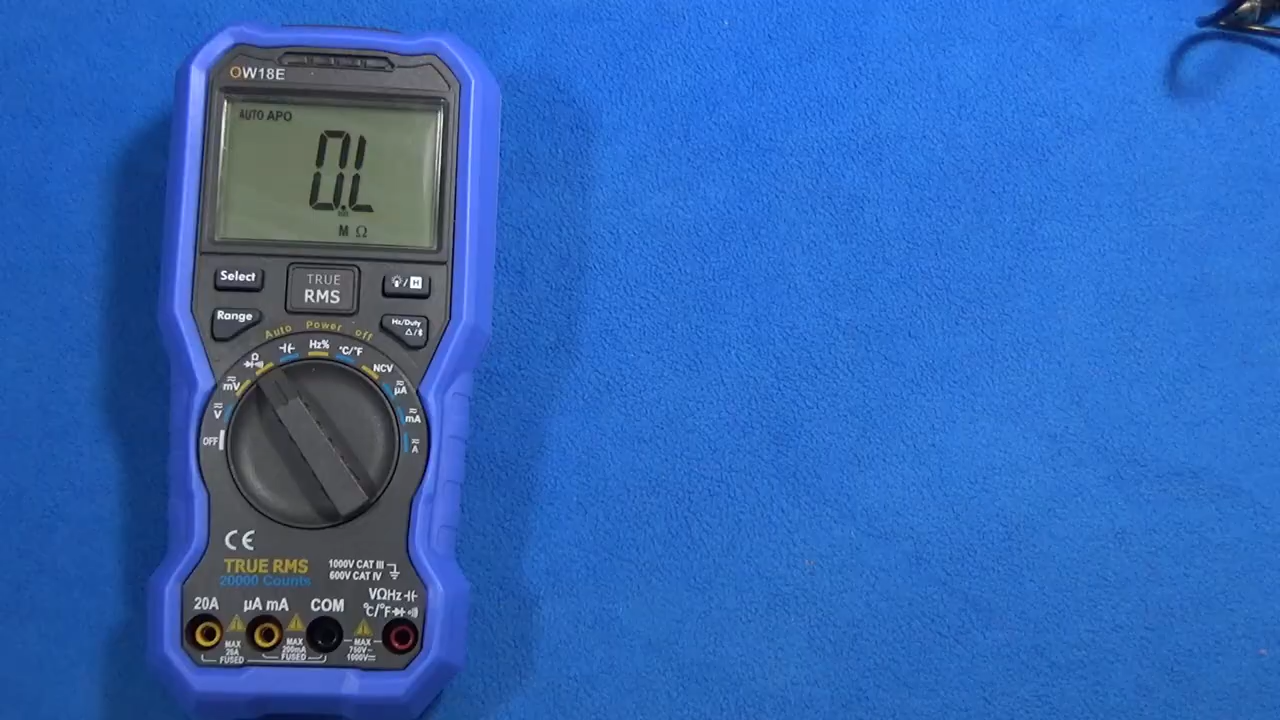 OW18E
AUTO APO
0.L
M Ω
Select
TRUE
RMS
H
Range
Hz/Duty
Auto Power off
Ω
Hz%
°C/°F
NCV
mV
µA
V
mA
OFF
A
CE
TRUE RMS
20000 Counts
1000V CAT III
600V CAT IV
VΩHz
20A
µA mA
COM
°C/°F
MAX
20A
FUSED
MAX
200mA
FUSED
MAX
750V~
1000V